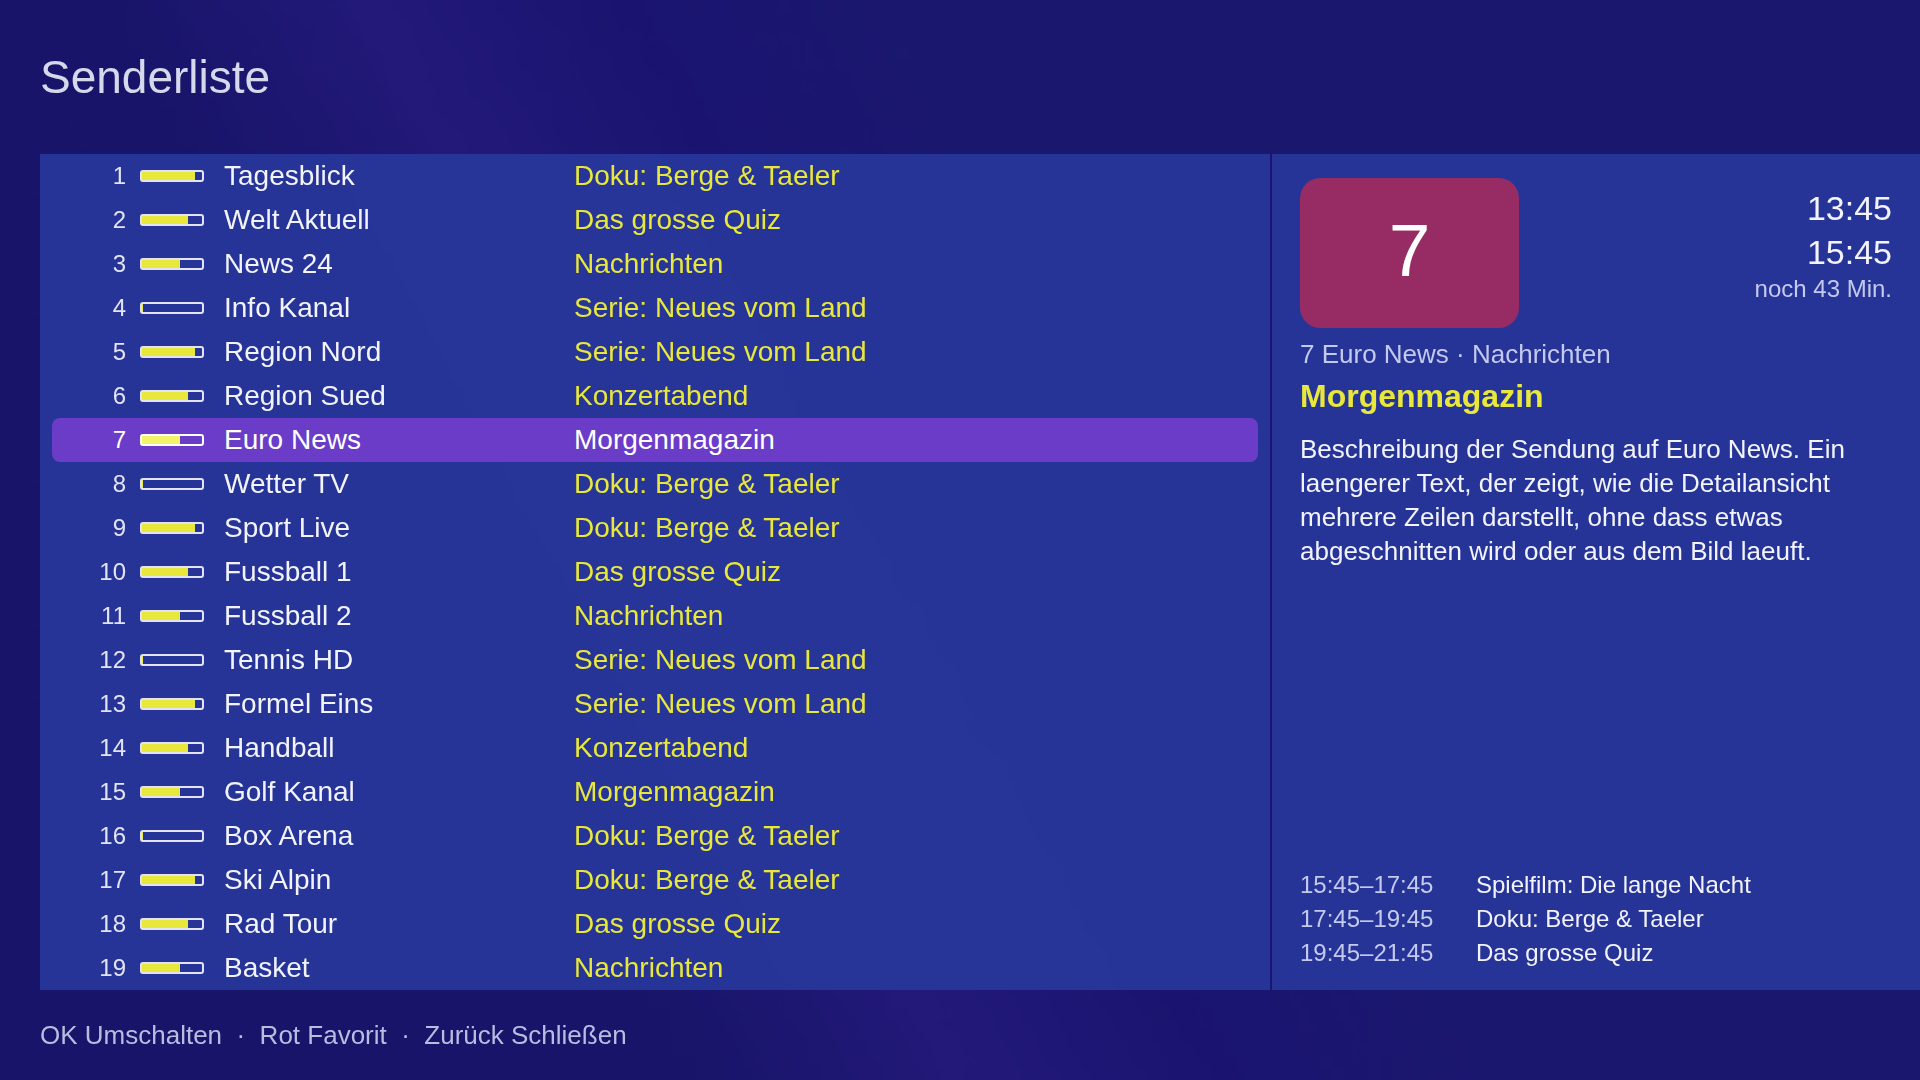 Senderliste
1 Tagesblick Doku: Berge & Taeler
2 Welt Aktuell Das grosse Quiz
3 News 24 Nachrichten
4 Info Kanal Serie: Neues vom Land
5 Region Nord Serie: Neues vom Land
6 Region Sued Konzertabend
7 Euro News Morgenmagazin
8 Wetter TV Doku: Berge & Taeler
9 Sport Live Doku: Berge & Taeler
10 Fussball 1 Das grosse Quiz
11 Fussball 2 Nachrichten
12 Tennis HD Serie: Neues vom Land
13 Formel Eins Serie: Neues vom Land
14 Handball Konzertabend
15 Golf Kanal Morgenmagazin
16 Box Arena Doku: Berge & Taeler
17 Ski Alpin Doku: Berge & Taeler
18 Rad Tour Das grosse Quiz
19 Basket Nachrichten
7
13:45
15:45
noch 43 Min.
7 Euro News · Nachrichten
Morgenmagazin
Beschreibung der Sendung auf Euro News. Ein
laengerer Text, der zeigt, wie die Detailansicht
mehrere Zeilen darstellt, ohne dass etwas
abgeschnitten wird oder aus dem Bild laeuft.
15:45–17:45 Spielfilm: Die lange Nacht
17:45–19:45 Doku: Berge & Taeler
19:45–21:45 Das grosse Quiz
OK Umschalten · Rot Favorit · Zurück Schließen